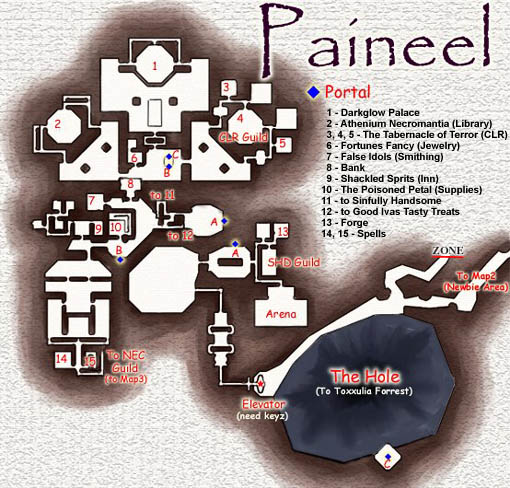 Paineel
Portal
1 - Darkglow Palace
2 - Athenium Necromantia (Library)
3, 4, 5 - The Tabernacle of Terror (CLR)
6 - Fortunes Fancy (Jewelry)
7 - False Idols (Smithing)
8 - Bank
9 - Shackled Sprits (Inn)
10 - The Poisoned Petal (Supplies)
11 - to Sinfully Handsome
12 - to Good Ivas Tasty Treats
13 - Forge
14, 15 - Spells
1
2
3
4
CLR Guild
5
6
C
B
8
to 11
7
9
10
to 12
A
B
A
13
SHD Guild
Arena
ZONE
To Map2
(Newbie Area)
14
15
To NEC
Guild
(to Map3)
The Hole
(To Toxxulia Forrest)
Elevator
(need keyz)
C